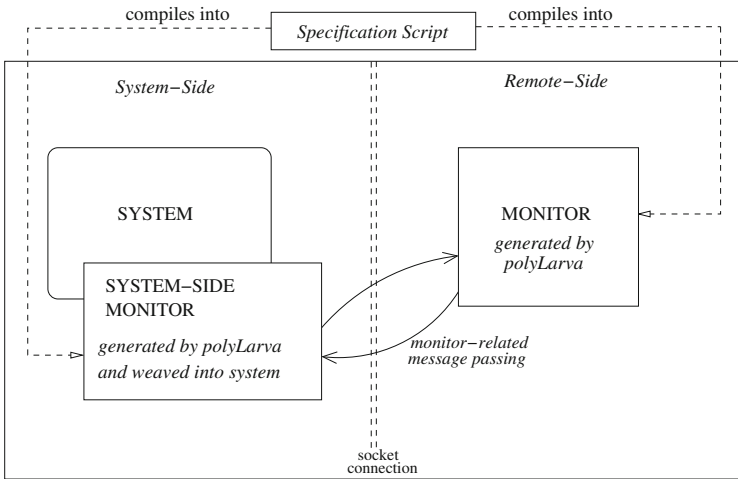 compiles into
Specification Script
compiles into
System−Side
Remote−Side
SYSTEM
MONITOR
generated by
polyLarva
SYSTEM−SIDE
MONITOR
generated by polyLarva
and weaved into system
monitor−related
message passing
socket
connection